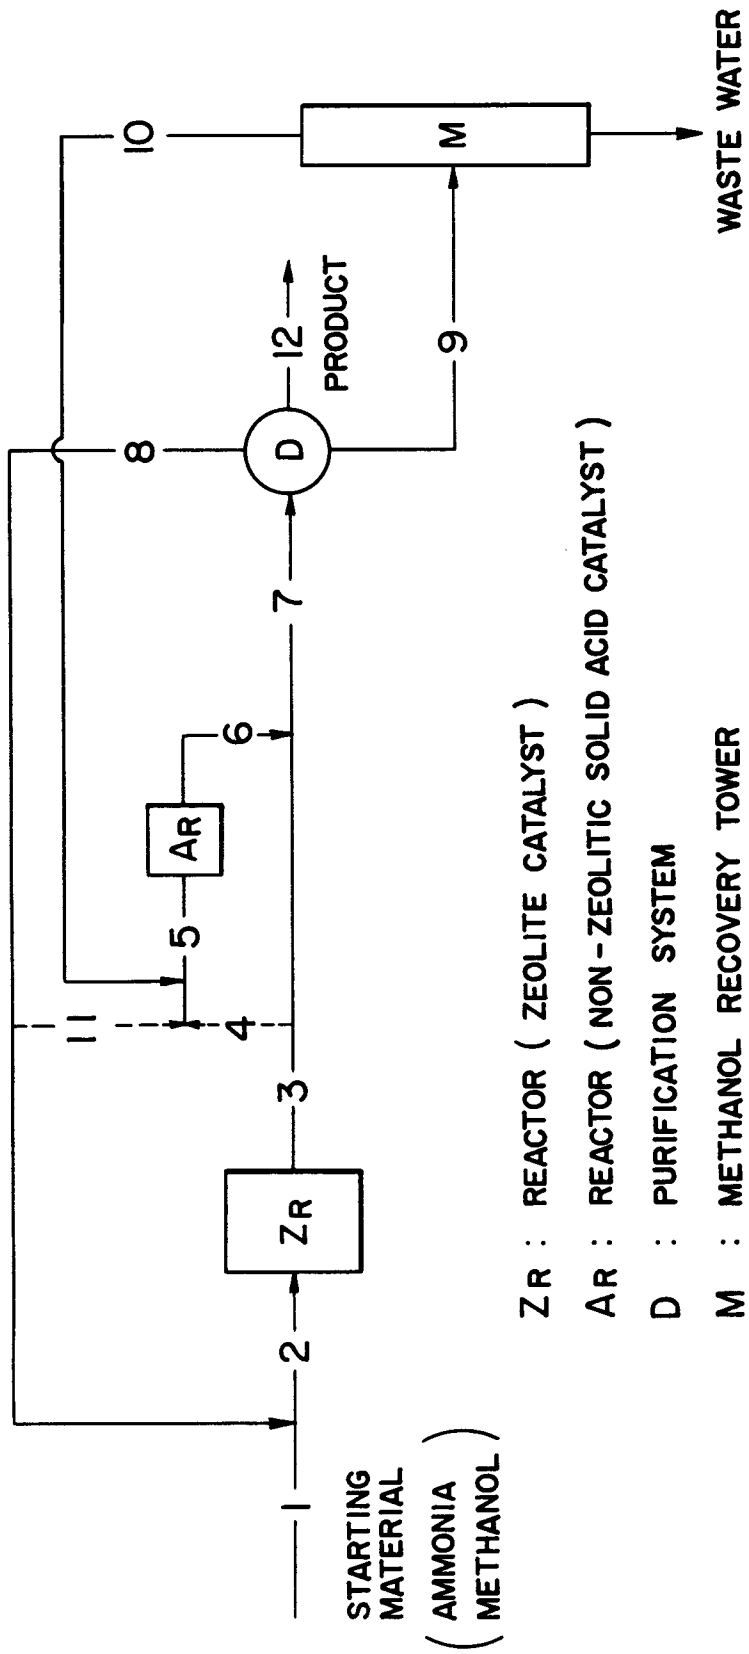 10
8
11
12
PRODUCT
M
D
9
WASTE WATER
AR
6
5
4
7
3
ZR
2
1
STARTING
MATERIAL
( AMMONIA
METHANOL )
ZR : REACTOR ( ZEOLITE CATALYST )
AR : REACTOR ( NON-ZEOLITIC SOLID ACID CATALYST )
D : PURIFICATION SYSTEM
M : METHANOL RECOVERY TOWER